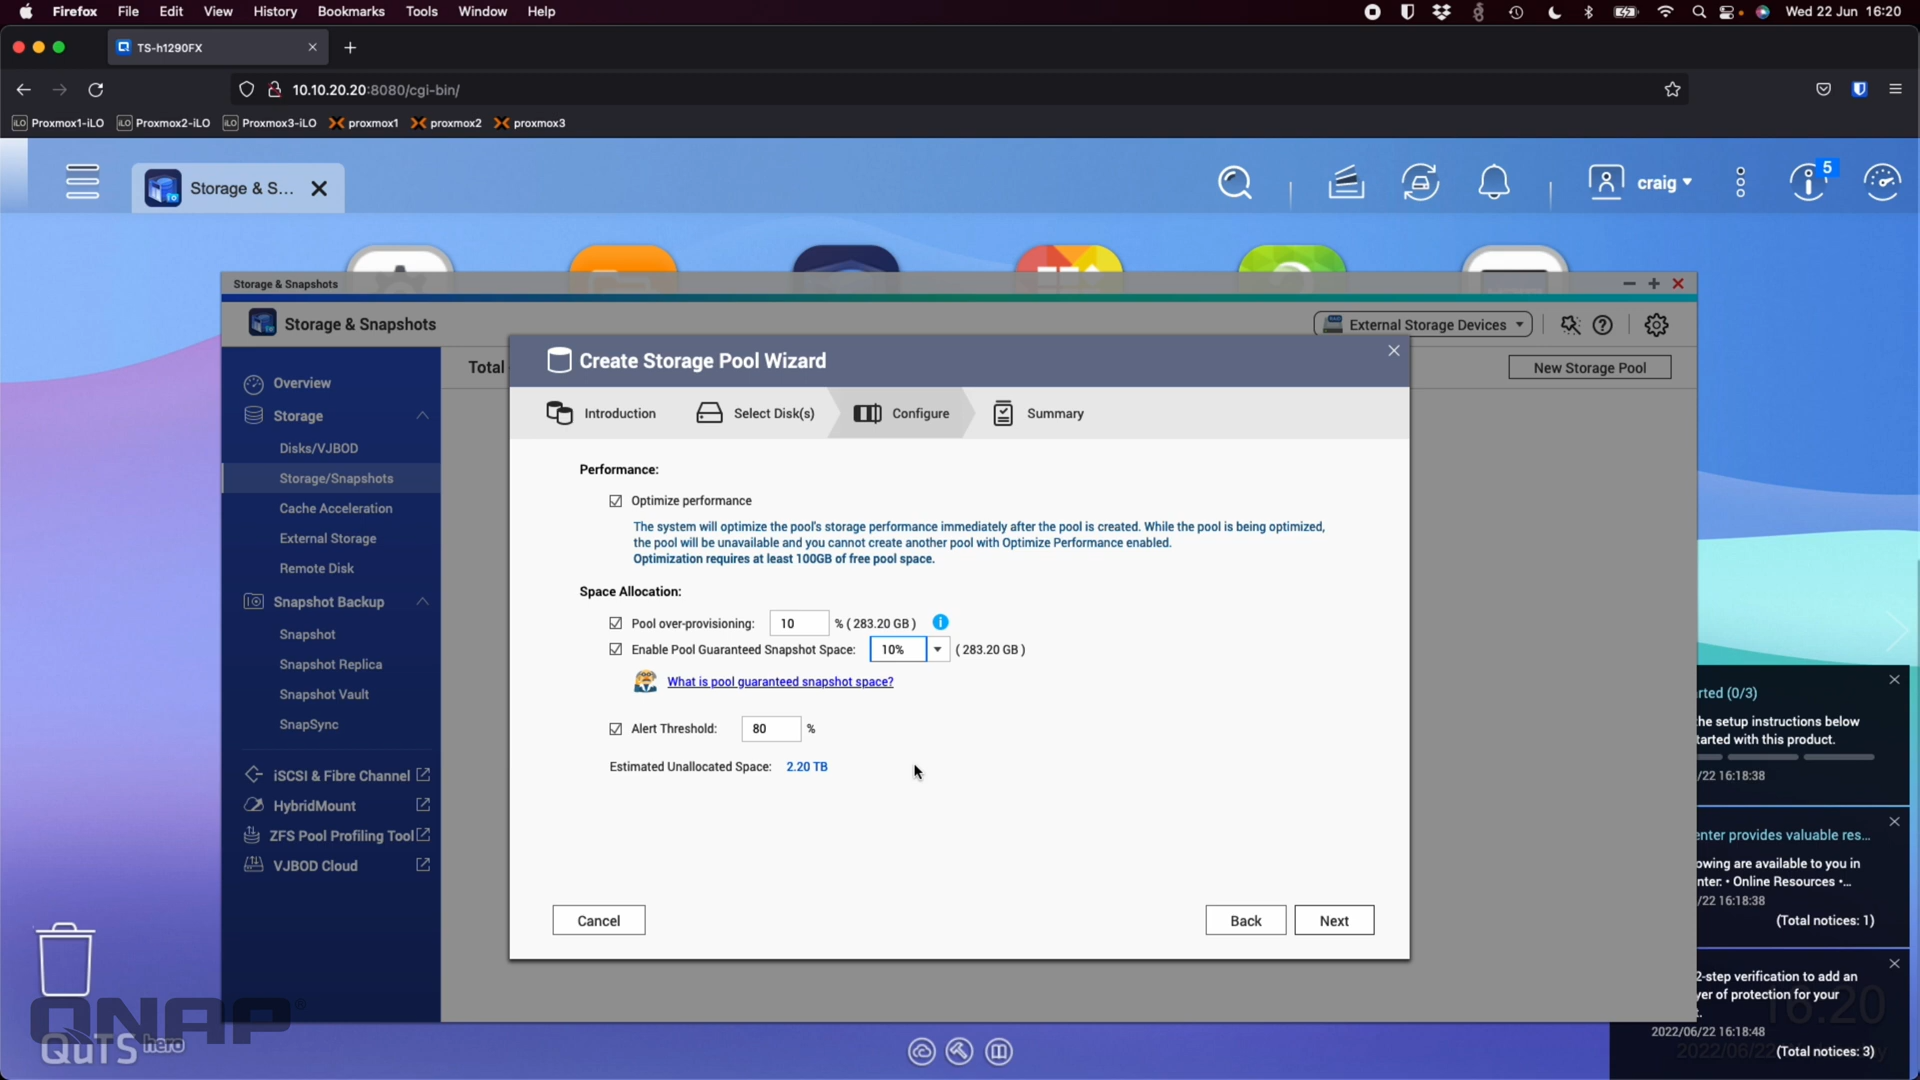 Firefox File Edit View History Bookmarks Tools Window Help
Wed 22 Jun 16:20
TS-h1290FX
10.10.20.20:8080/cgi-bin/
iLO Proxmox1-iLO iLO Proxmox2-iLO iLO Proxmox3-iLO proxmox1 proxmox2 proxmox3
Storage & S...
craig
5
Storage & Snapshots
Storage & Snapshots
External Storage Devices
Total
New Storage Pool
Overview
Storage
Disks/VJBOD
Storage/Snapshots
Cache Acceleration
External Storage
Remote Disk
Snapshot Backup
Snapshot
Snapshot Replica
Snapshot Vault
SnapSync
iSCSI & Fibre Channel
HybridMount
ZFS Pool Profiling Tool
VJBOD Cloud
Create Storage Pool Wizard
Introduction Select Disk(s) Configure Summary
Performance:
Optimize performance
The system will optimize the pool's storage performance immediately after the pool is created. While the pool is being optimized,
the pool will be unavailable and you cannot create another pool with Optimize Performance enabled.
Optimization requires at least 100GB of free pool space.
Space Allocation:
Pool over-provisioning: 10 % ( 283.20 GB )
Enable Pool Guaranteed Snapshot Space: 10% ( 283.20 GB )
What is pool guaranteed snapshot space?
Alert Threshold: 80 %
Estimated Unallocated Space: 2.20 TB
Cancel Back Next
rted (0/3)
the setup instructions below
tarted with this product.
/22 16:18:38
enter provides valuable res...
owing are available to you in
nter. • Online Resources •...
/22 16:18:38
(Total notices: 1)
2-step verification to add an
yer of protection for your
2022/06/22 16:18:48
(Total notices: 3)
16:20
2022/06/22
QNAP
QuTS hero